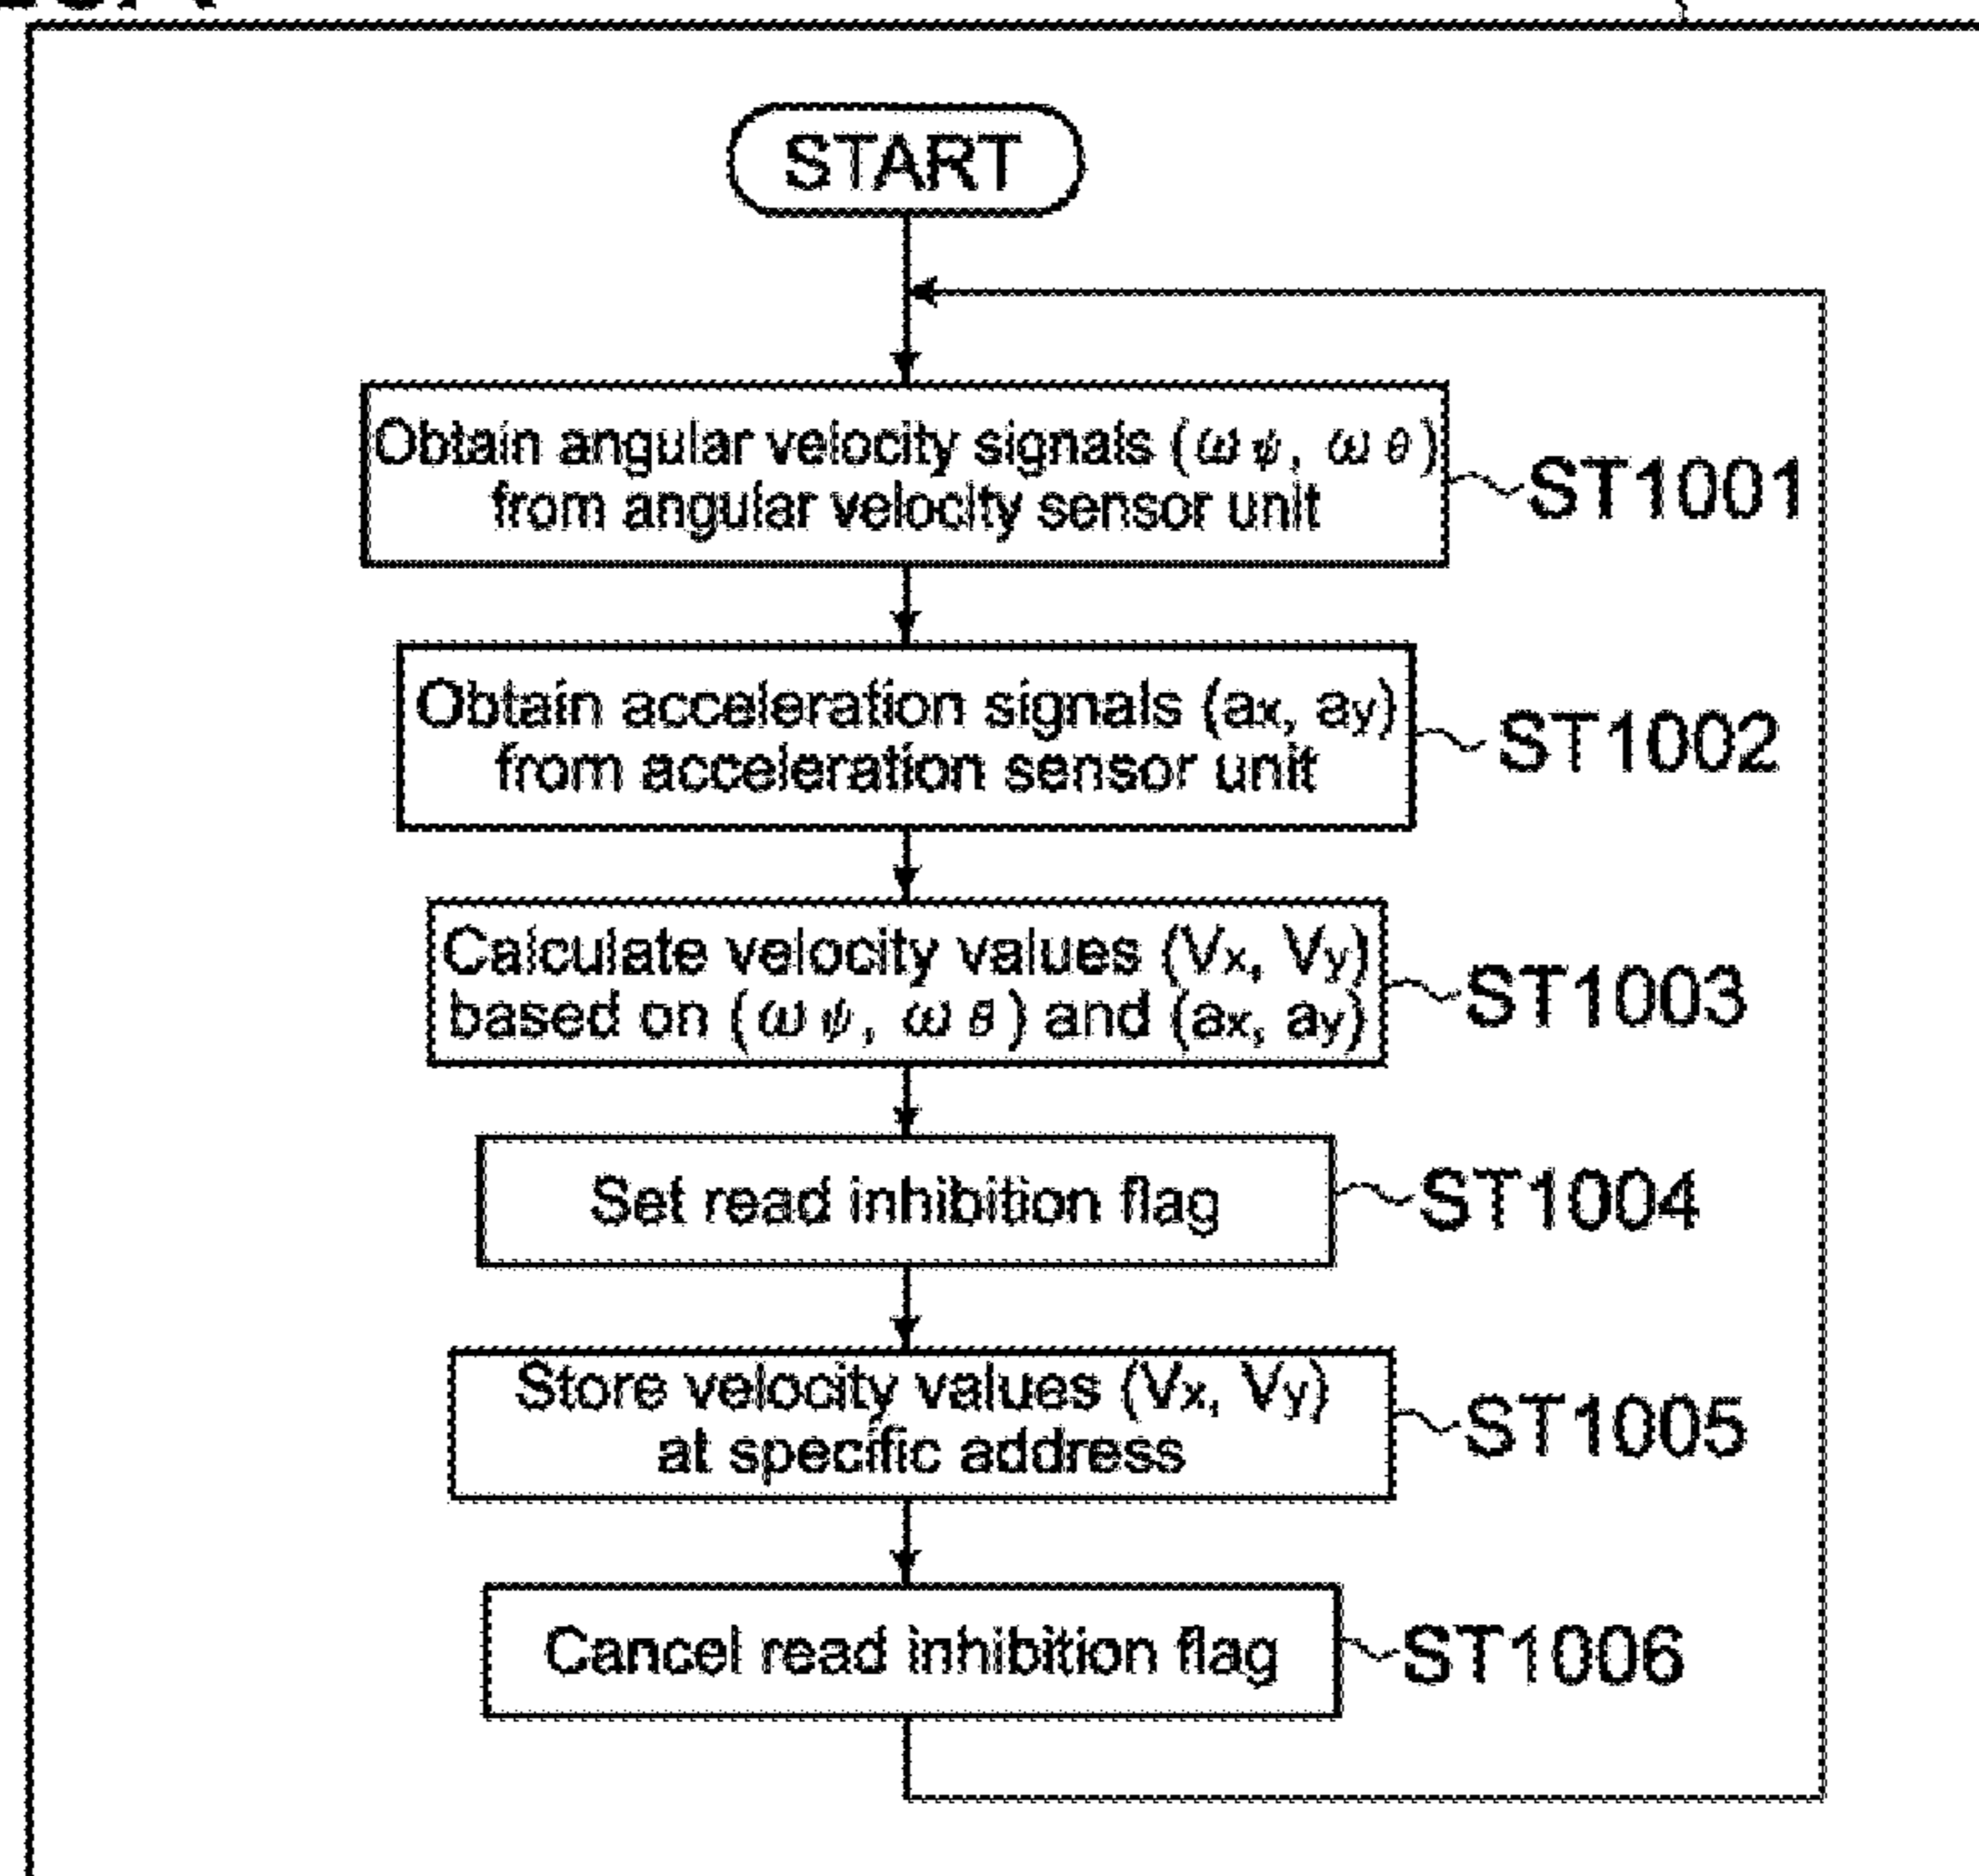 START
Obtain angular velocity signals (ωψ, ωθ)
from angular velocity sensor unit
ST1001
Obtain acceleration signals (ax, ay)
from acceleration sensor unit
ST1002
Calculate velocity values (Vx, Vy)
based on (ωψ, ωθ) and (ax, ay)
ST1003
Set read inhibition flag
ST1004
Store velocity values (Vx, Vy)
at specific address
ST1005
Cancel read inhibition flag
ST1006